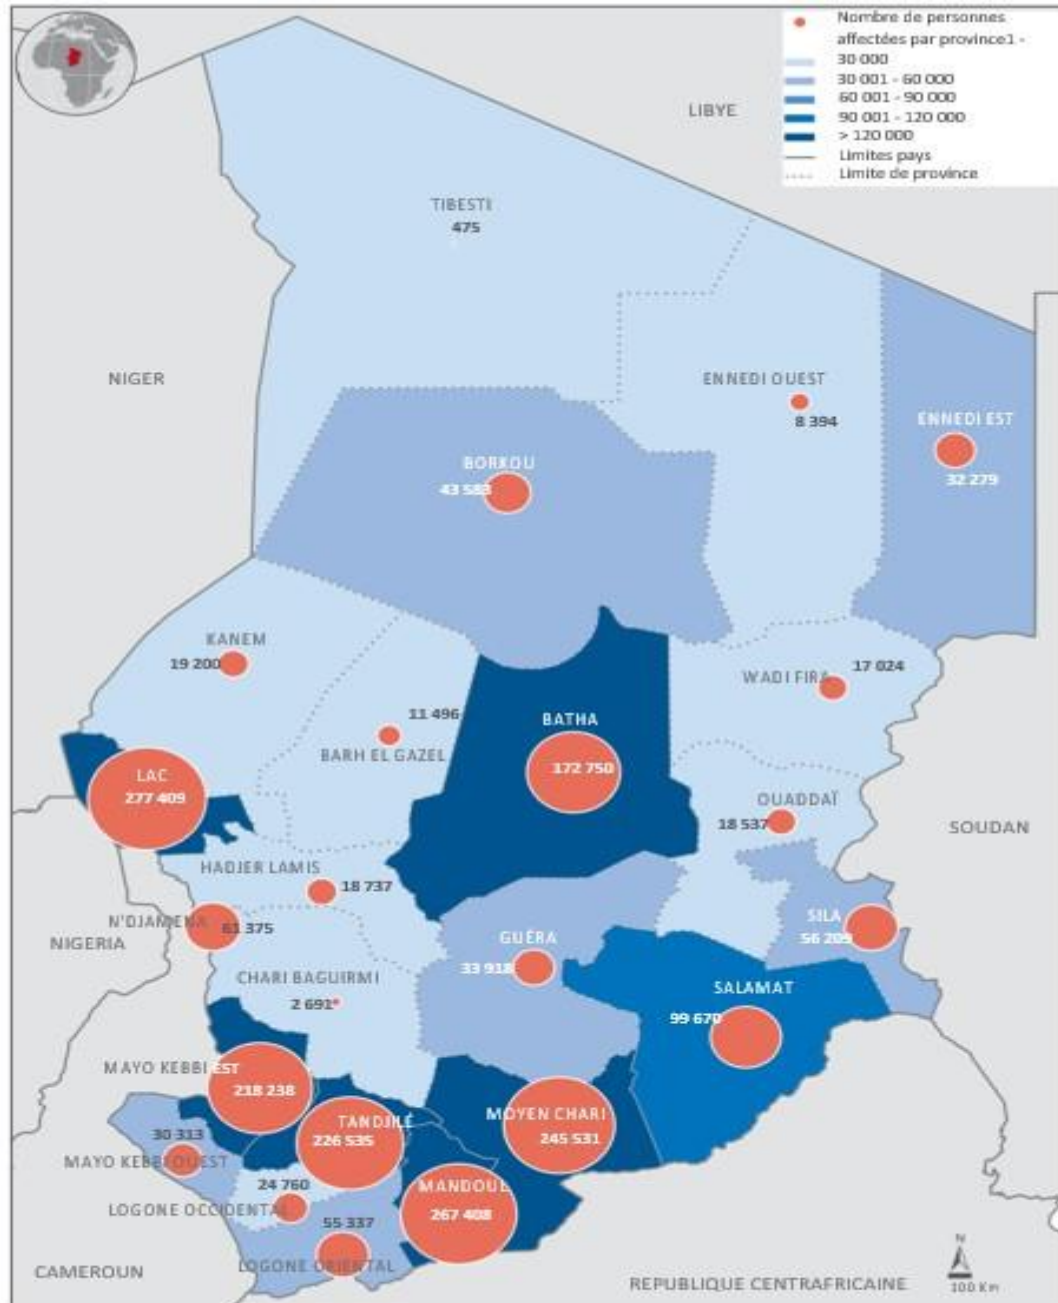 Nombre de personnes
affectées par province1 -
30 000
30 001 - 60 000
60 001 - 90 000
90 001 - 120 000
> 120 000
Limites pays
Limite de province
LIBYE
TIBESTI
475
NIGER
ENNEDI OUEST
8 394
ENNEDI EST
32 279
BORKOU
43 583
KANEM
19 200
WADI FIRA
17 024
11 496
BARH EL GAZEL
BATHA
172 750
LAC
277 409
OUADDAÏ
18 537
SOUDAN
HADJER LAMIS
18 737
N'DJAMENA
61 375
NIGERIA
SILA
56 209
GUÉRA
33 918
CHARI BAGUIRMI
2 691
SALAMAT
99 670
MAYO KEBBI EST
218 238
MOYEN CHARI
245 531
TANDJILÉ
226 535
30 313
MAYO KEBBI OUEST
24 760
LOGONE OCCIDENTAL
MANDOUL
267 408
55 337
LOGONE ORIENTAL
CAMEROUN
REPUBLIQUE CENTRAFRICAINE
N
100 Km